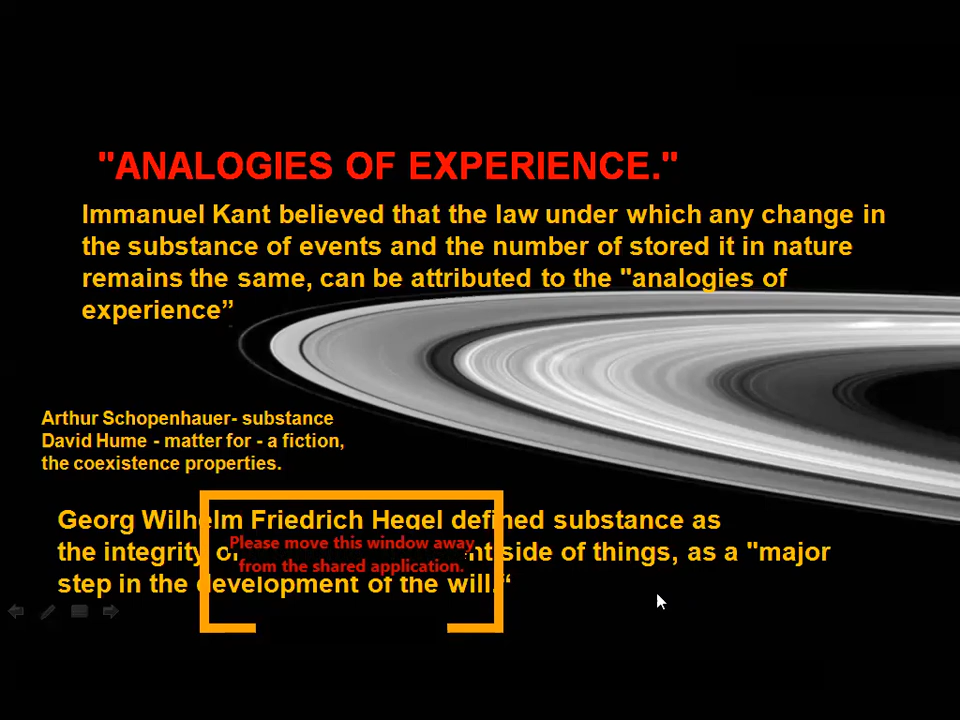 "ANALOGIES OF EXPERIENCE."
Immanuel Kant believed that the law under which any change in
the substance of events and the number of stored it in nature
remains the same, can be attributed to the "analogies of
experience”
Arthur Schopenhauer- substance
David Hume - matter for - a fiction,
the coexistence properties.
Georg Wilhelm Friedrich Hegel defined substance as
the integrity side of things, as a "major
step in the development of the will.“
Please move this window away
from the shared application.